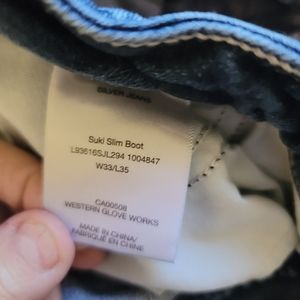 SILVER JEANS
Suki Slim Boot
L93616SJL294 1004847
W33/L35
CA00508
WESTERN GLOVE WORKS
MADE IN CHINA/
FABRIQUÉ EN CHINE